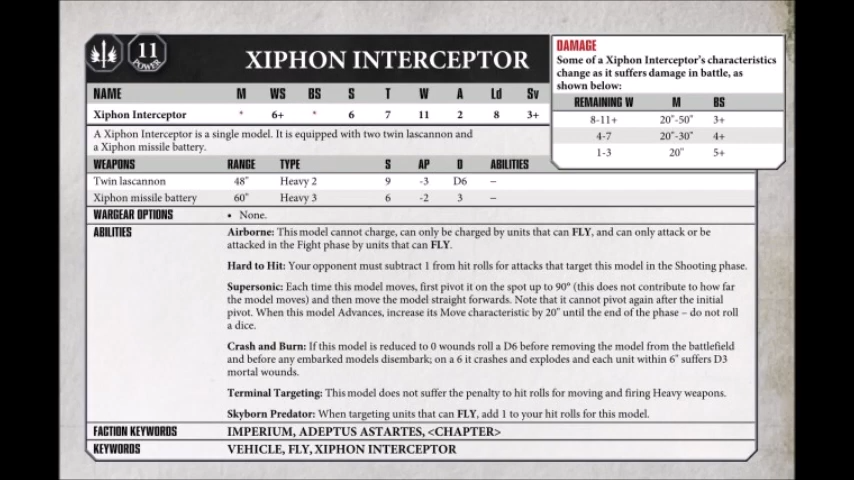 11
POWER
XIPHON INTERCEPTOR
DAMAGE
Some of a Xiphon Interceptor's characteristics
change as it suffers damage in battle, as
shown below:
REMAINING W M BS
8-11+ 20"-50" 3+
4-7 20"-30" 4+
1-3 20" 5+
NAME M WS BS S T W A Ld Sv
Xiphon Interceptor * 6+ * 6 7 11 2 8 3+
A Xiphon Interceptor is a single model. It is equipped with two twin lascannon and
a Xiphon missile battery.
WEAPONS RANGE TYPE S AP D ABILITIES
Twin lascannon 48" Heavy 2 9 -3 D6 –
Xiphon missile battery 60" Heavy 3 6 -2 3 –
WARGEAR OPTIONS • None.
ABILITIES Airborne: This model cannot charge, can only be charged by units that can FLY, and can only attack or be
attacked in the Fight phase by units that can FLY.
Hard to Hit: Your opponent must subtract 1 from hit rolls for attacks that target this model in the Shooting phase.
Supersonic: Each time this model moves, first pivot it on the spot up to 90° (this does not contribute to how far
the model moves) and then move the model straight forwards. Note that it cannot pivot again after the initial
pivot. When this model Advances, increase its Move characteristic by 20" until the end of the phase – do not roll
a dice.
Crash and Burn: If this model is reduced to 0 wounds roll a D6 before removing the model from the battlefield
and before any embarked models disembark; on a 6 it crashes and explodes and each unit within 6" suffers D3
mortal wounds.
Terminal Targeting: This model does not suffer the penalty to hit rolls for moving and firing Heavy weapons.
Skyborn Predator: When targeting units that can FLY, add 1 to your hit rolls for this model.
FACTION KEYWORDS IMPERIUM, ADEPTUS ASTARTES, <CHAPTER>
KEYWORDS VEHICLE, FLY, XIPHON INTERCEPTOR